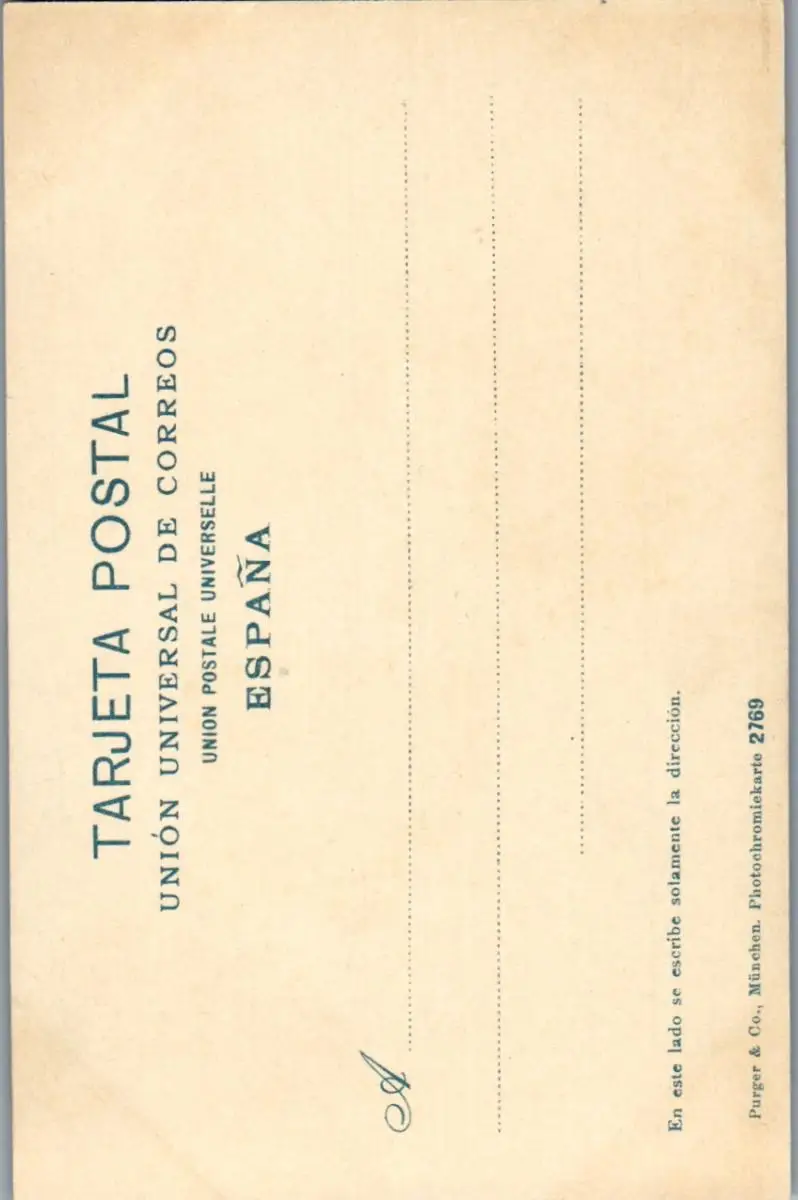 TARJETA POSTAL
UNIÓN UNIVERSAL DE CORREOS
UNION POSTALE UNIVERSELLE
ESPAÑA
A
En este lado se escribe solamente la dirección.
Purger & Co., München. Photochromiekarte 2769